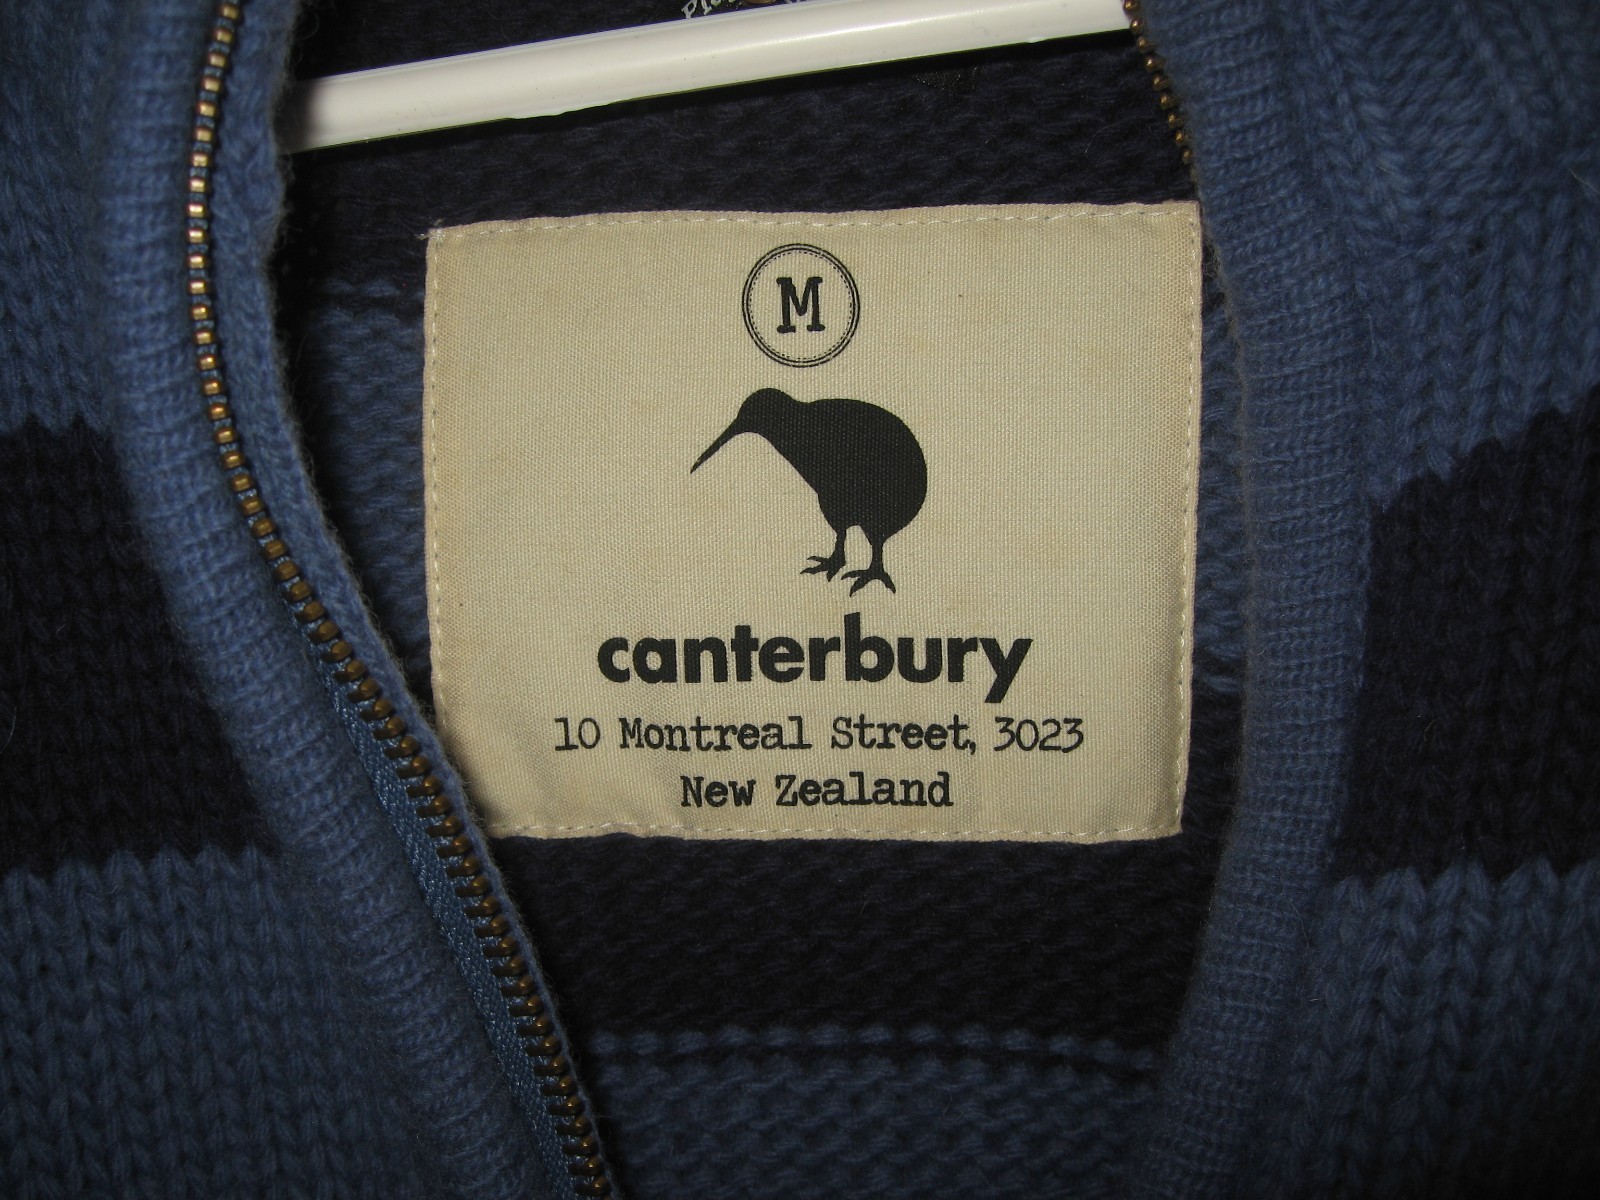 M
canterbury
10 Montreal Street, 3023
New Zealand